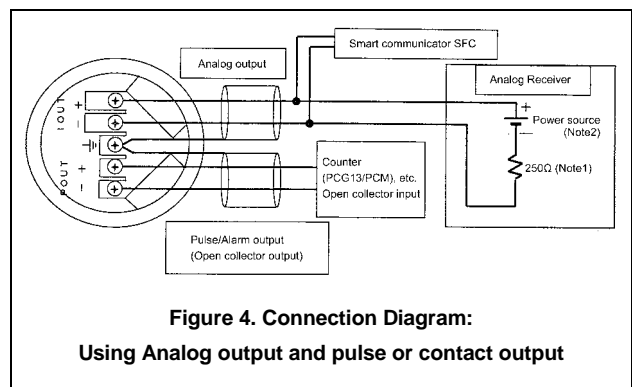 Smart communicator SFC
Analog output
Analog Receiver
I OUT
+
−
P OUT
+
−
+
−
Power source
(Note2)
250Ω (Note1)
Counter
(PCG13/PCM), etc.
Open collector input
Pulse/Alarm output
(Open collector output)
Figure 4. Connection Diagram:
Using Analog output and pulse or contact output